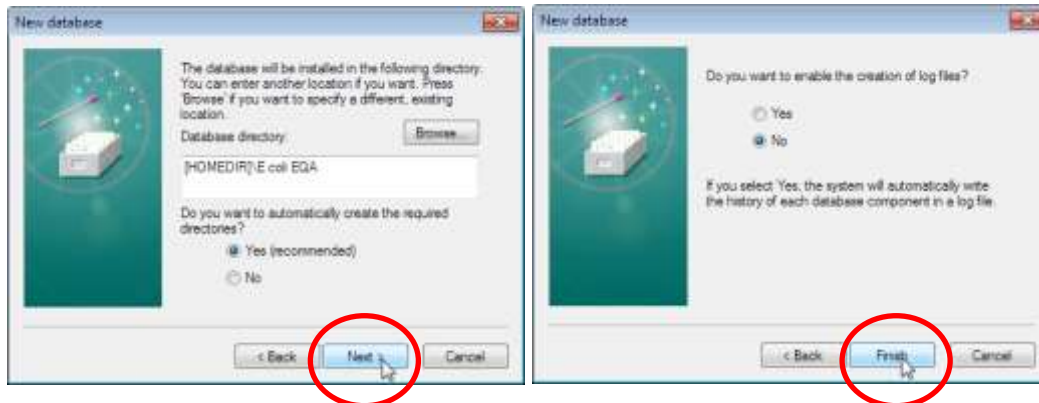 New database
The database will be installed in the following directory.
You can enter another location if you want. Press
'Browse' if you want to specify a different, existing
location.
Database directory:
Browse...
[HOMEDIR]\E coli EQA
Do you want to automatically create the required
directories?
Yes (recommended)
No
< Back
Next >
Cancel
New database
Do you want to enable the creation of log files?
Yes
No
If you select Yes, the system will automatically write
the history of each database component in a log file.
< Back
Finish
Cancel